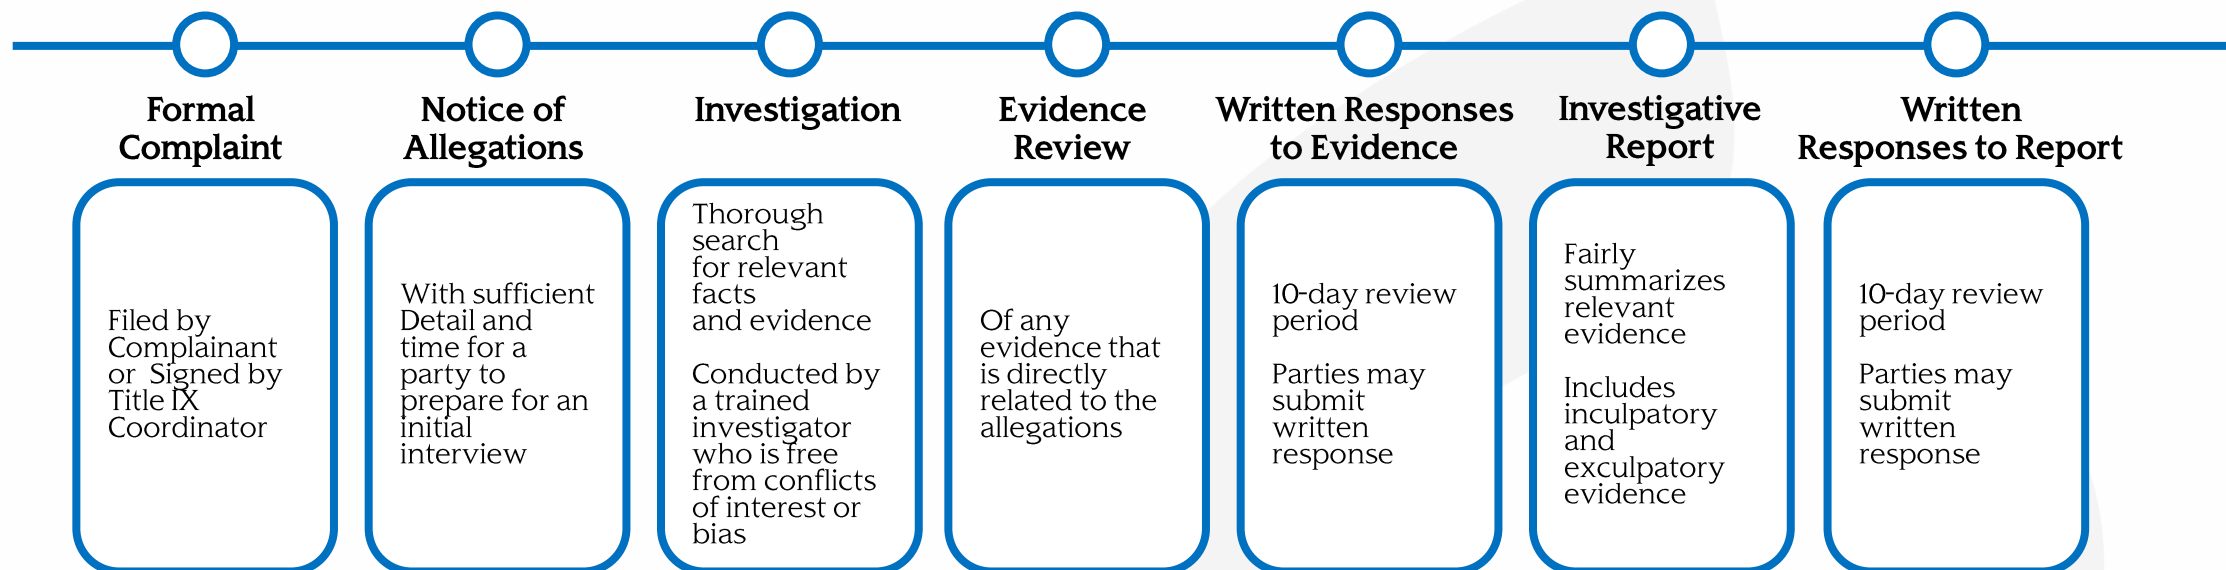 Formal
Complaint
Filed by
Complainant
or  Signed by
Title IX
Coordinator
Notice of
Allegations
With sufficient
Detail and
time for a
party to
prepare for an
initial
interview
Investigation
Thorough
search
for relevant
facts
and evidence
Conducted by
a trained
investigator
who is free
from conflicts
of interest or
bias
Evidence
Review
Of any
evidence that
is directly
related to the
allegations
Written Responses
to Evidence
10-day review
period
Parties may
submit
written
response
Investigative
Report
Fairly
summarizes
relevant
evidence
Includes
inculpatory
and
exculpatory
evidence
Written
Responses to Report
10-day review
period
Parties may
submit
written
response